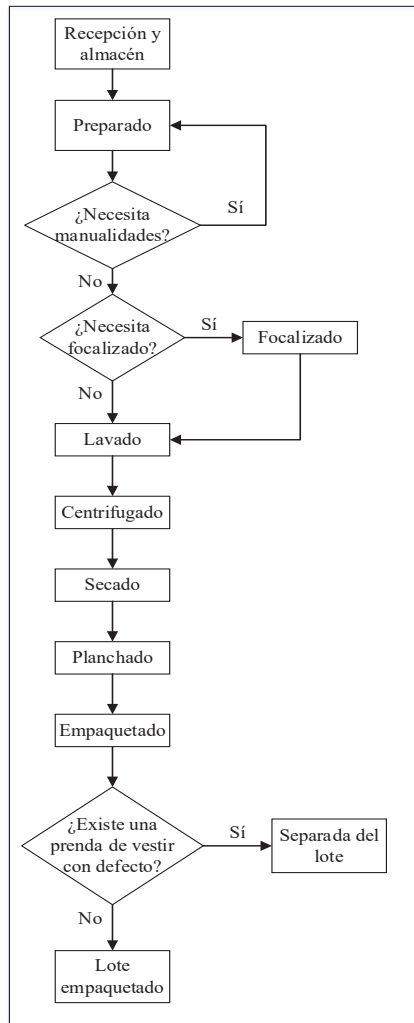 Recepción y
almacén
Preparado
¿Necesita
manualidades?
Sí
No
¿Necesita
focalizado?
Sí
Focalizado
No
Lavado
Centrifugado
Secado
Planchado
Empaquetado
¿Existe una
prenda de vestir
con defecto?
Sí
Separada del
lote
No
Lote
empaquetado